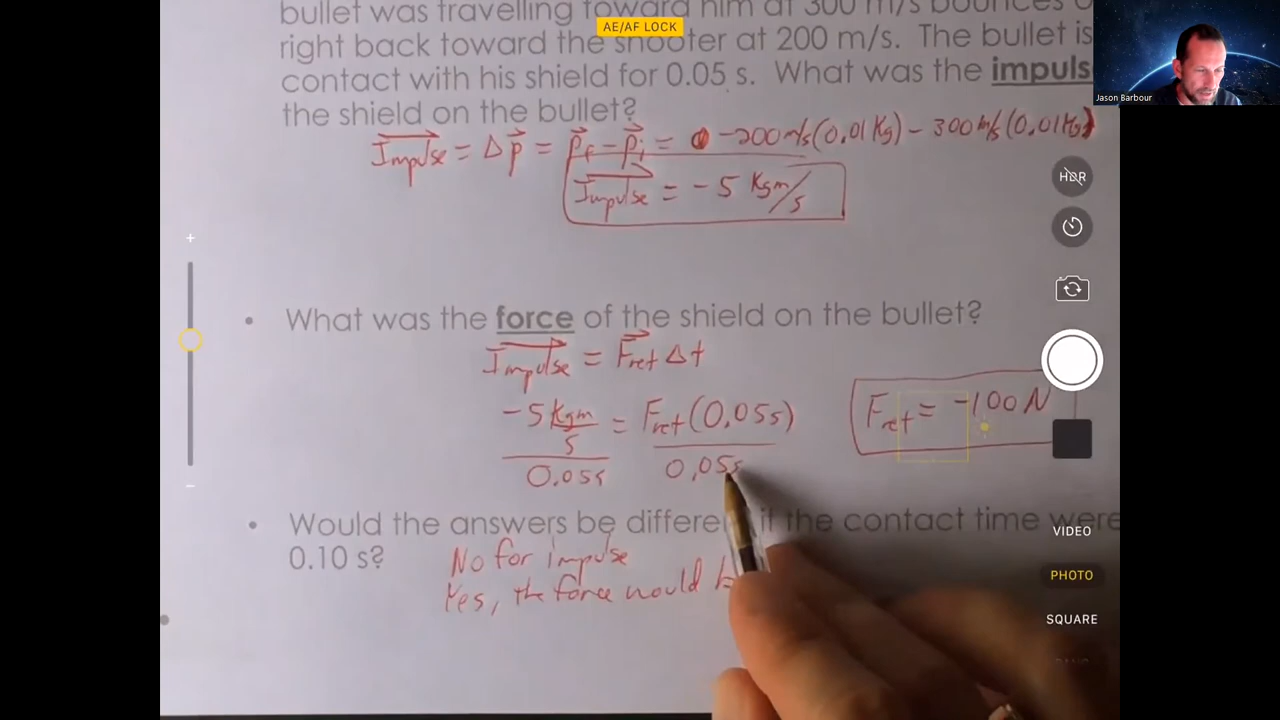 bullet was travelling toward him at 300 m/s bounces
AE/AF LOCK
right back toward the shooter at 200 m/s. The bullet is
contact with his shield for 0.05 s. What was the impuls
Jason Barbour
the shield on the bullet?
Impulse = Δp = pf - pi = -200 m/s (0.01 Kg) - 300 m/s (0.01 Kg)
Impulse = -5 Kgm/s
HDR
What was the force of the shield on the bullet?
Impulse = Fnet Δt
-5 Kgm/s = Fnet (0.05s)
0.05s 0.05s
Fnet = -100 N
Would the answers be differen if the contact time were
0.10 s?
No for impulse
Yes, the force would b
VIDEO
PHOTO
SQUARE